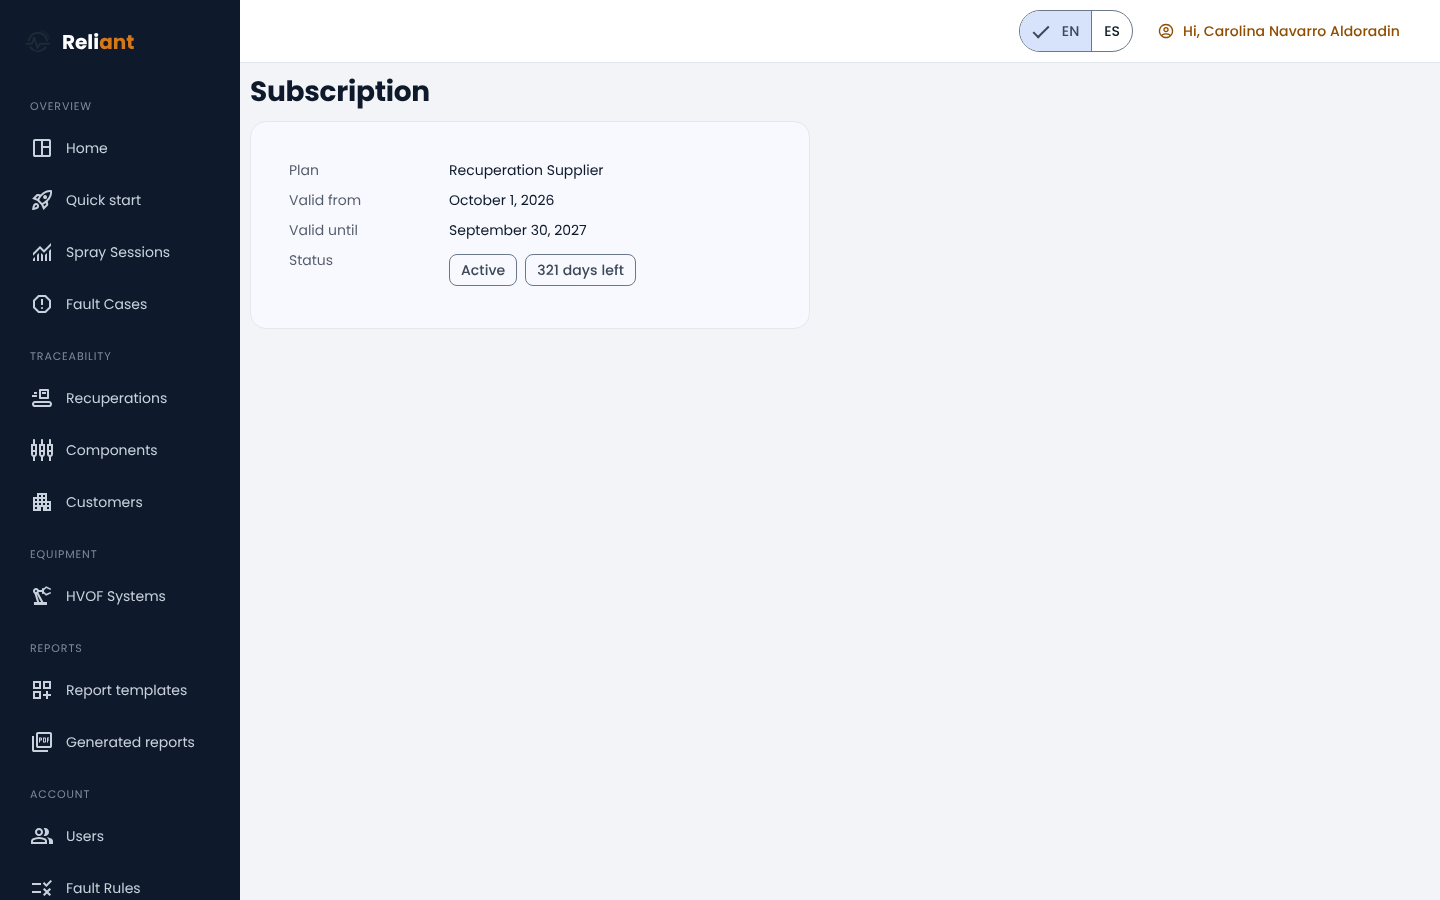 Reliant
EN
ES
Hi, Carolina Navarro Aldoradin
OVERVIEW
Home
Quick start
Spray Sessions
Fault Cases
TRACEABILITY
Recuperations
Components
Customers
EQUIPMENT
HVOF Systems
REPORTS
Report templates
PDF
Generated reports
ACCOUNT
Users
Fault Rules
Subscription
Plan Recuperation Supplier
Valid from October 1, 2026
Valid until September 30, 2027
Status Active 321 days left